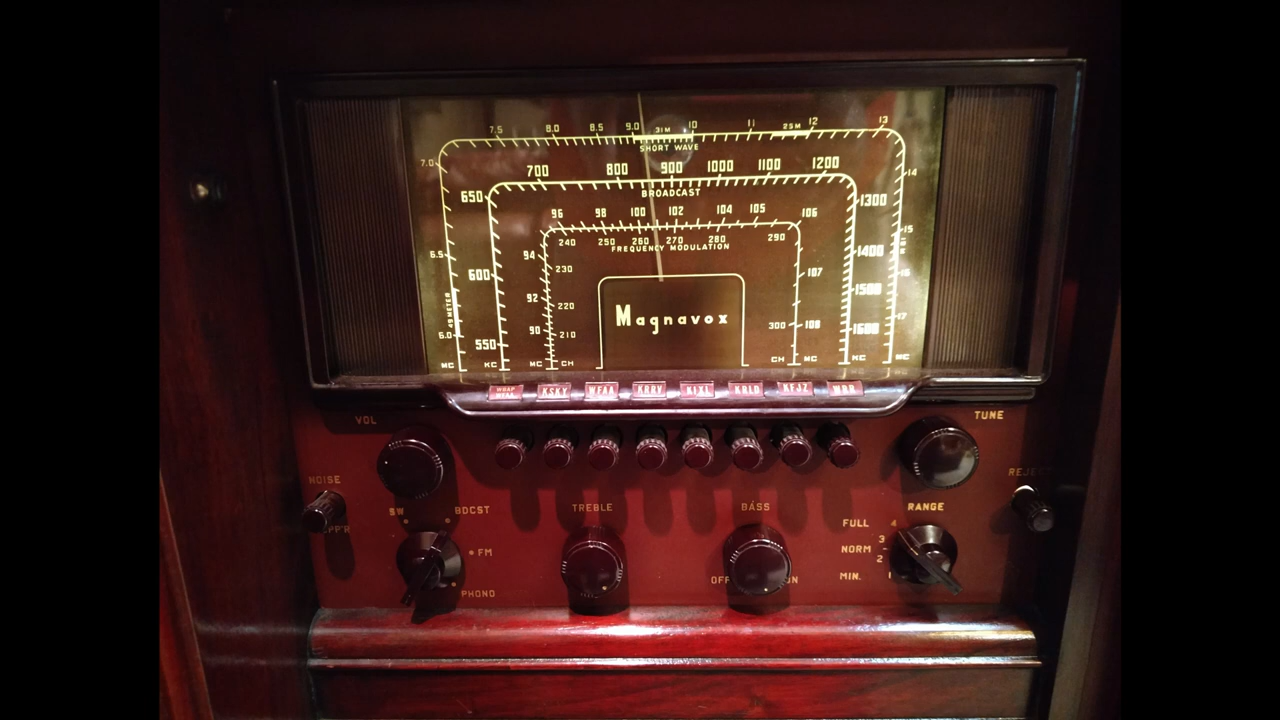 7.5 8.0 8.5 9.0 31M 10 11 25M 12 13
SHORT WAVE
7.0 14
700 800 900 1000 1100 1200
BROADCAST
650 1300
96 98 100 102 104 105 106
240 250 260 270 280 290
FREQUENCY MODULATION
15
6.5 94 1400
230
600 107 16
92 1500
49 METER 220
Magnavox
17
6.0 90 210 300 108 1600
550
MC KC MC CH CH MC KC MC
WBAP
WFAA
KSKY WFAA KIXL KRLD KFJZ WRR
VOL TUNE
NOISE REJECT
SW BDCST TREBLE BASS RANGE
FULL 4
3
FM NORM 2
OFF ON MIN. 1
PHONO